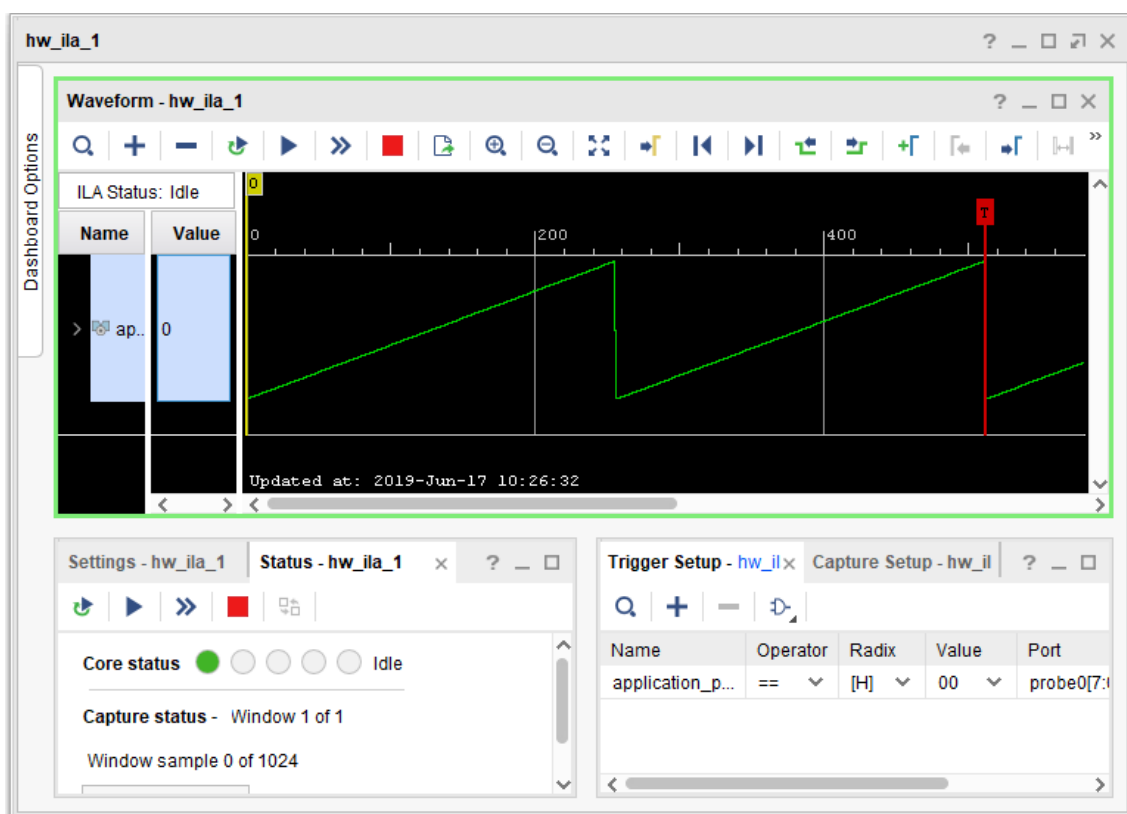 hw_ila_1
Dashboard Options
Waveform - hw_ila_1
ILA Status: Idle
Name Value
ap.. 0
0
0 200 400
T
Updated at: 2019-Jun-17 10:26:32
Settings - hw_ila_1 Status - hw_ila_1
Core status Idle
Capture status - Window 1 of 1
Window sample 0 of 1024
Trigger Setup - hw_il Capture Setup - hw_il
Name Operator Radix Value Port
application_p... == [H] 00 probe0[7: